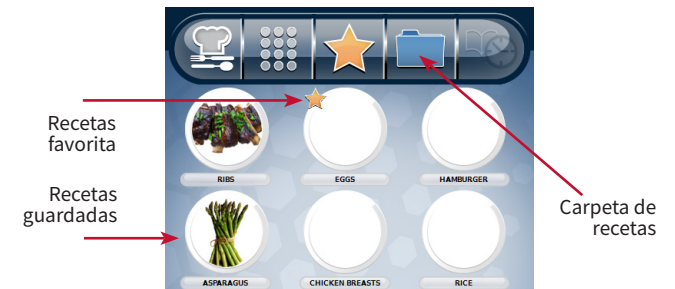 Recetas
favorita
RIBS
EGGS
HAMBURGER
Recetas
guardadas
Carpeta de
recetas
ASPARAGUS
CHICKEN BREASTS
RICE